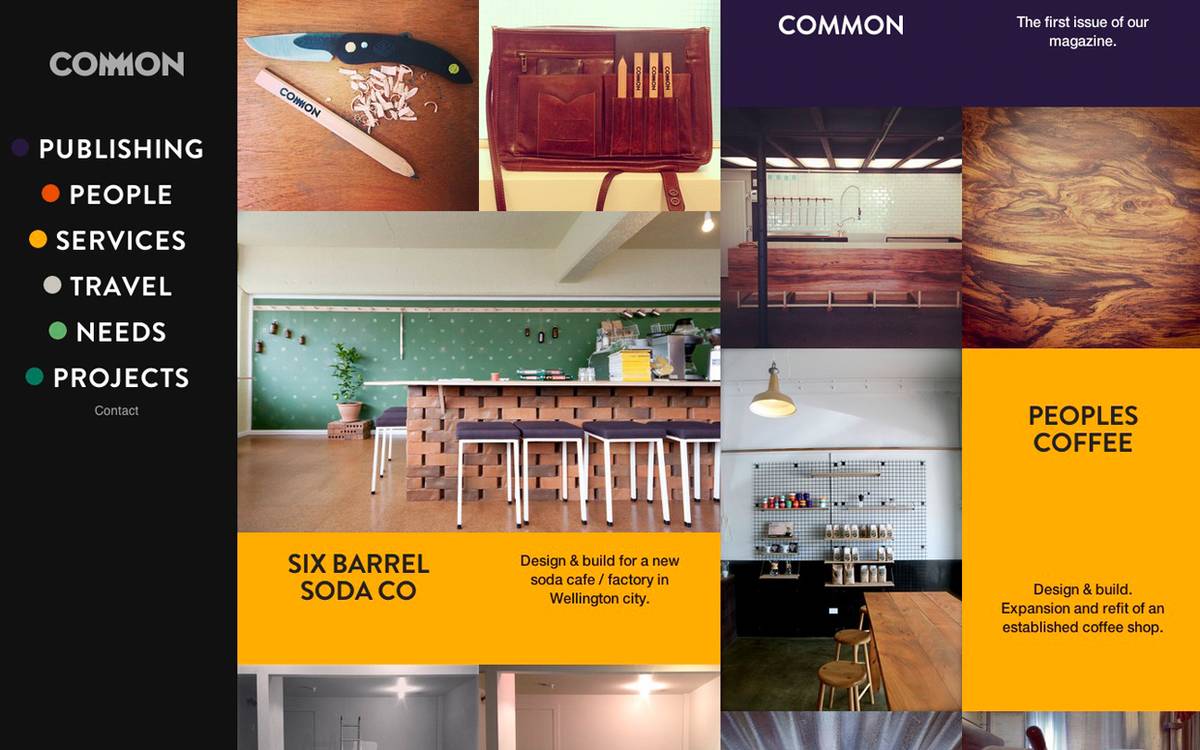 COMMON
PUBLISHING
PEOPLE
SERVICES
TRAVEL
NEEDS
PROJECTS
Contact
COMMON
COMMON
COMMON
COMMON
SIX BARREL
SODA CO
Design & build for a new
soda cafe / factory in
Wellington city.
COMMON
The first issue of our
magazine.
PEOPLES
COFFEE
Design & build.
Expansion and refit of an
established coffee shop.